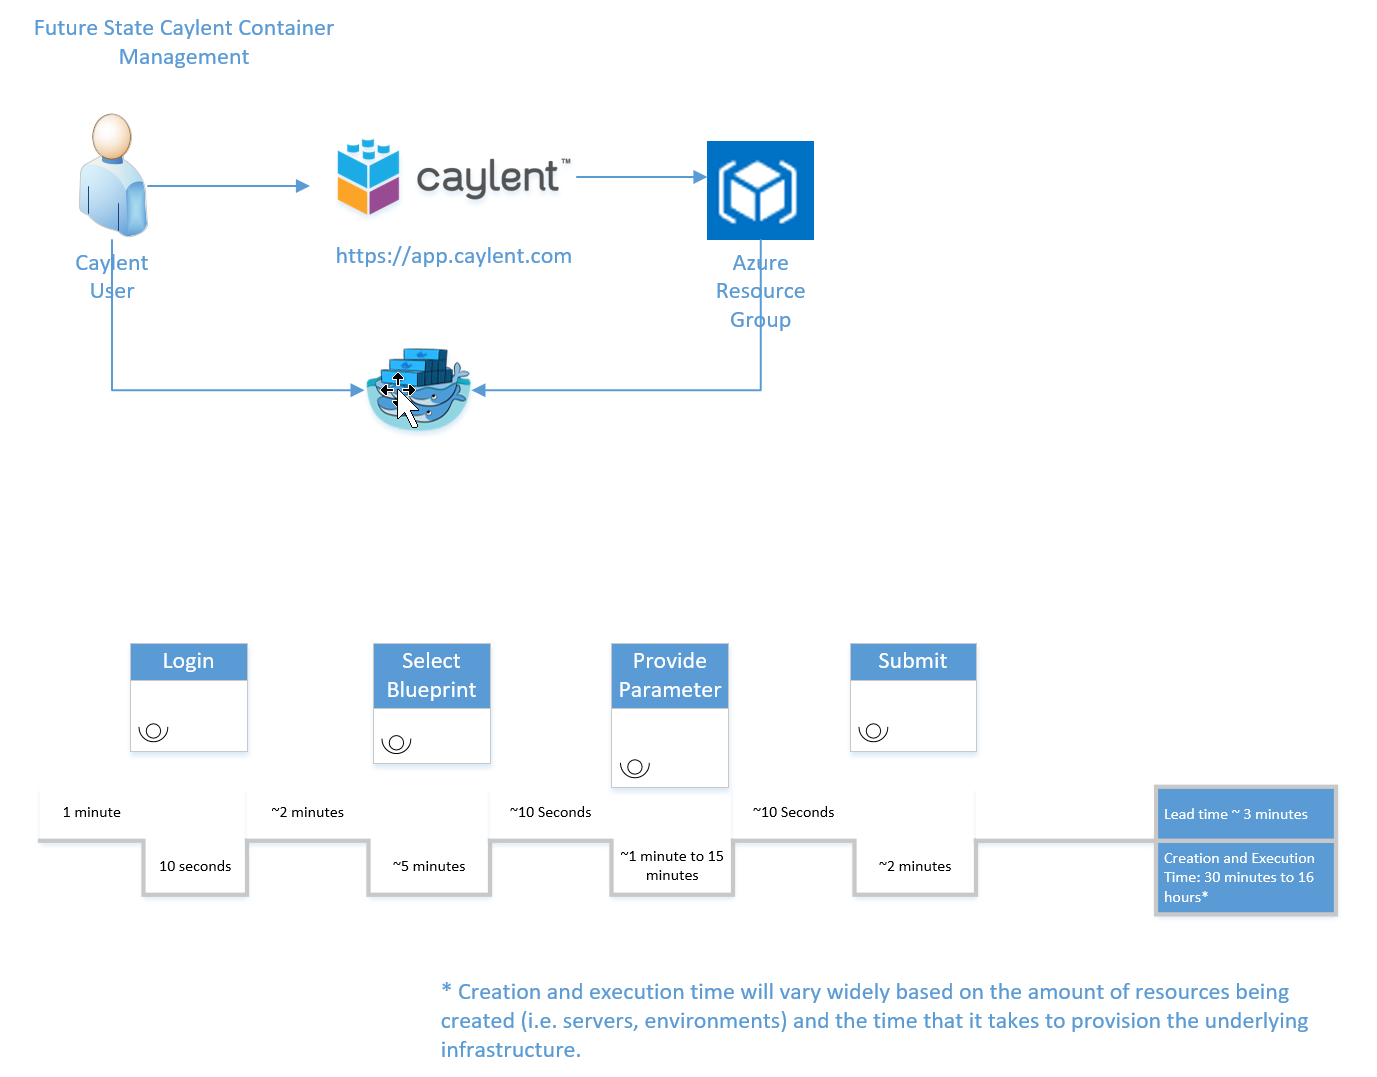 Future State Caylent Container
Management
caylent™
https://app.caylent.com
Caylent
User
Azure
Resource
Group
Login
Select
Blueprint
Provide
Parameter
Submit
1 minute
~2 minutes
~10 Seconds
~10 Seconds
10 seconds
~5 minutes
~1 minute to 15
minutes
~2 minutes
Lead time ~ 3 minutes
Creation and Execution
Time: 30 minutes to 16
hours*
* Creation and execution time will vary widely based on the amount of resources being
created (i.e. servers, environments) and the time that it takes to provision the underlying
infrastructure.